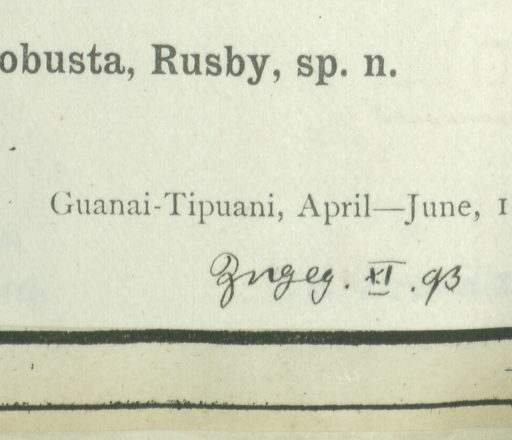 obusta, Rusby, sp. n.
Guanai-Tipuani, April—June, 1
Zugeg. XI. 93